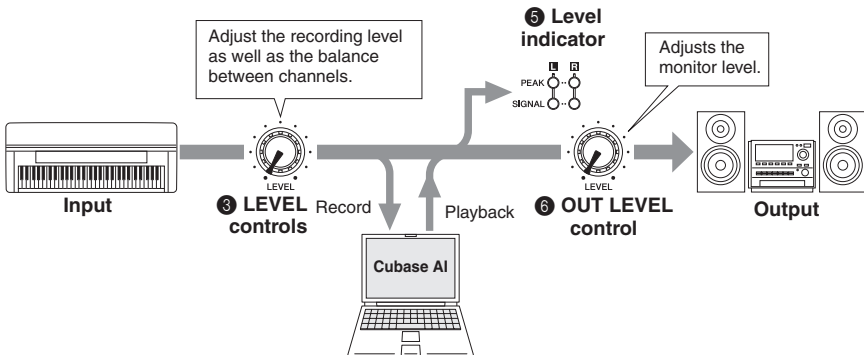 Adjust the recording level
as well as the balance
between channels.
❺ Level
indicator
L R
PEAK
SIGNAL
Adjusts the
monitor level.
Input
LEVEL
❸ LEVEL
controls
Record
Playback
LEVEL
❻ OUT LEVEL
control
Output
Cubase AI